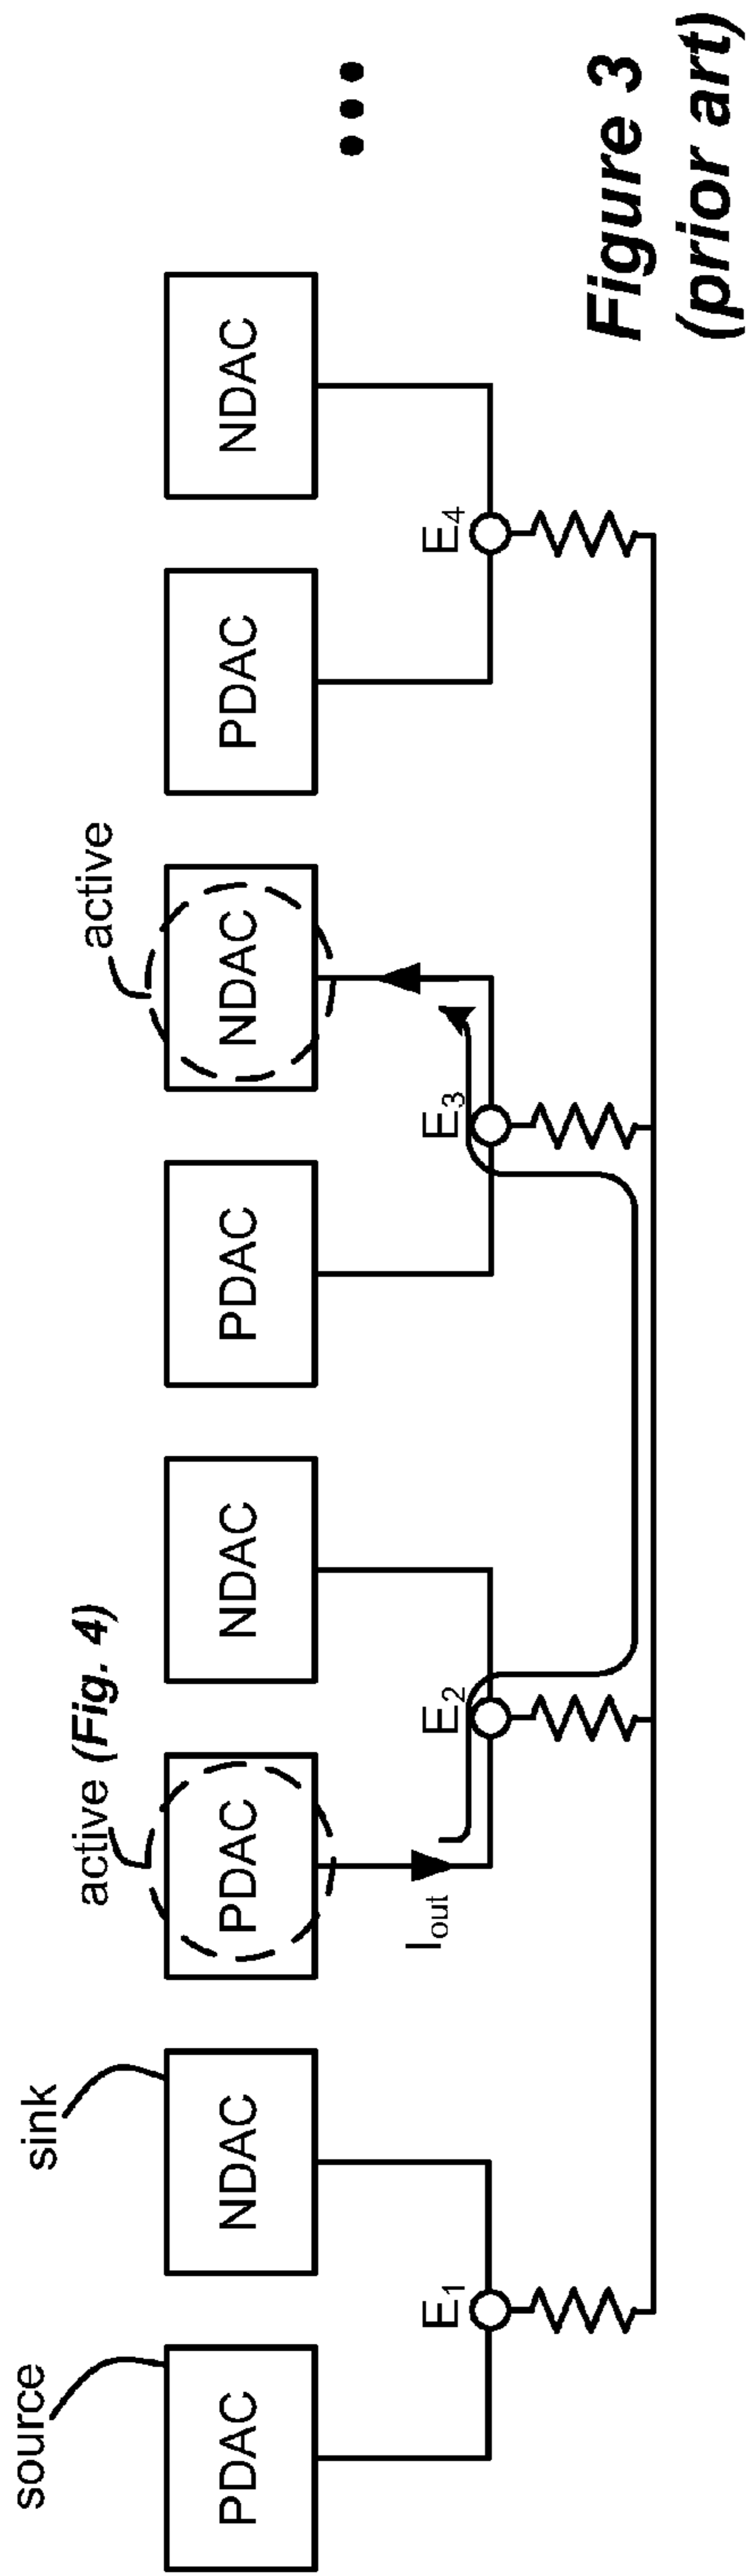 source
sink
active (Fig. 4)
active
PDAC
NDAC
PDAC
NDAC
PDAC
NDAC
PDAC
NDAC
Iout
E1
E2
E3
E4
Figure 3
(prior art)